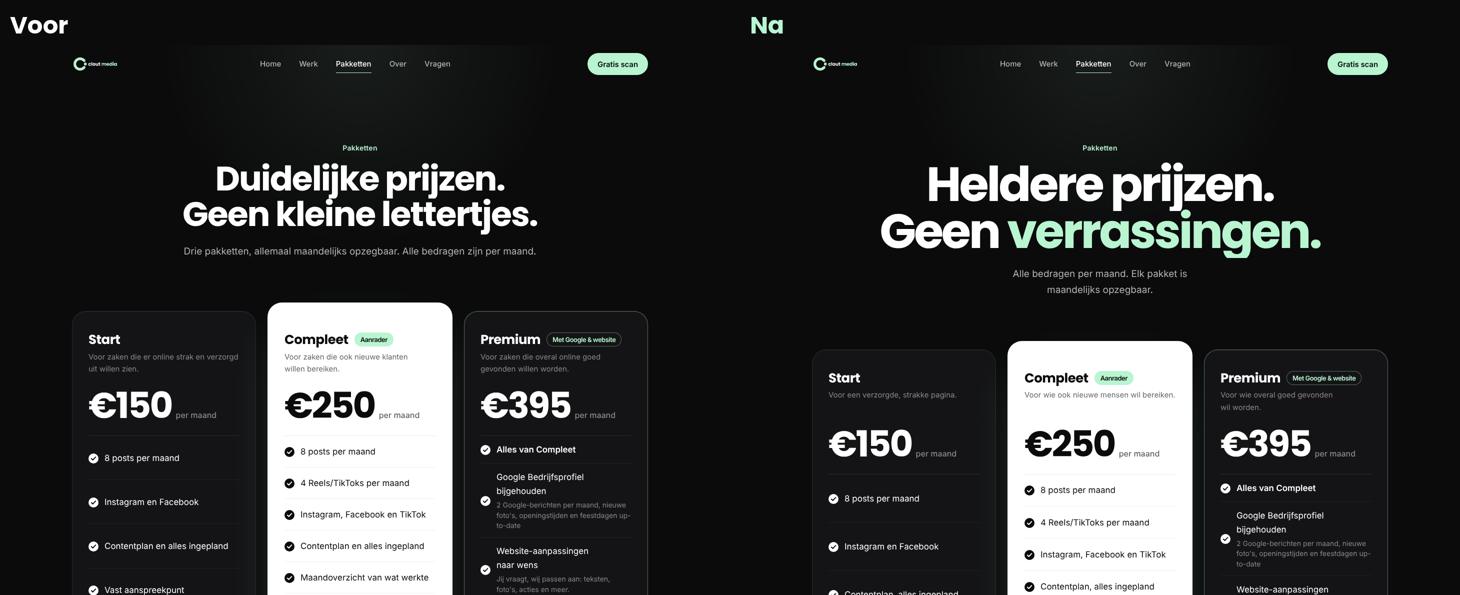 Voor
clout media
Home
Werk
Pakketten
Over
Vragen
Gratis scan
Pakketten
Duidelijke prijzen.
Geen kleine lettertjes.
Drie pakketten, allemaal maandelijks opzegbaar. Alle bedragen zijn per maand.
Start
Voor zaken die er online strak en verzorgd
uit willen zien.
€150 per maand
8 posts per maand
Instagram en Facebook
Contentplan en alles ingepland
Vast aanspreekpunt
Compleet Aanrader
Voor zaken die ook nieuwe klanten
willen bereiken.
€250 per maand
8 posts per maand
4 Reels/TikToks per maand
Instagram, Facebook en TikTok
Contentplan en alles ingepland
Maandoverzicht van wat werkte
Premium Met Google & website
Voor zaken die overal online goed
gevonden willen worden.
€395 per maand
Alles van Compleet
Google Bedrijfsprofiel
bijgehouden
2 Google-berichten per maand, nieuwe
foto's, openingstijden en feestdagen up-
to-date
Website-aanpassingen
naar wens
Jij vraagt, wij passen aan: teksten,
foto's, acties en meer.
Na
clout media
Home
Werk
Pakketten
Over
Vragen
Gratis scan
Pakketten
Heldere prijzen.
Geen verrassingen.
Alle bedragen per maand. Elk pakket is
maandelijks opzegbaar.
Start
Voor een verzorgde, strakke pagina.
€150 per maand
8 posts per maand
Instagram en Facebook
Contentplan, alles ingepland
Compleet Aanrader
Voor wie ook nieuwe mensen wil bereiken.
€250 per maand
8 posts per maand
4 Reels/TikToks per maand
Instagram, Facebook en TikTok
Contentplan, alles ingepland
Premium Met Google & website
Voor wie overal goed gevonden
wil worden.
€395 per maand
Alles van Compleet
Google Bedrijfsprofiel
bijgehouden
2 Google-berichten per maand, nieuwe
foto's, openingstijden en feestdagen up-
to-date
Website-aanpassingen